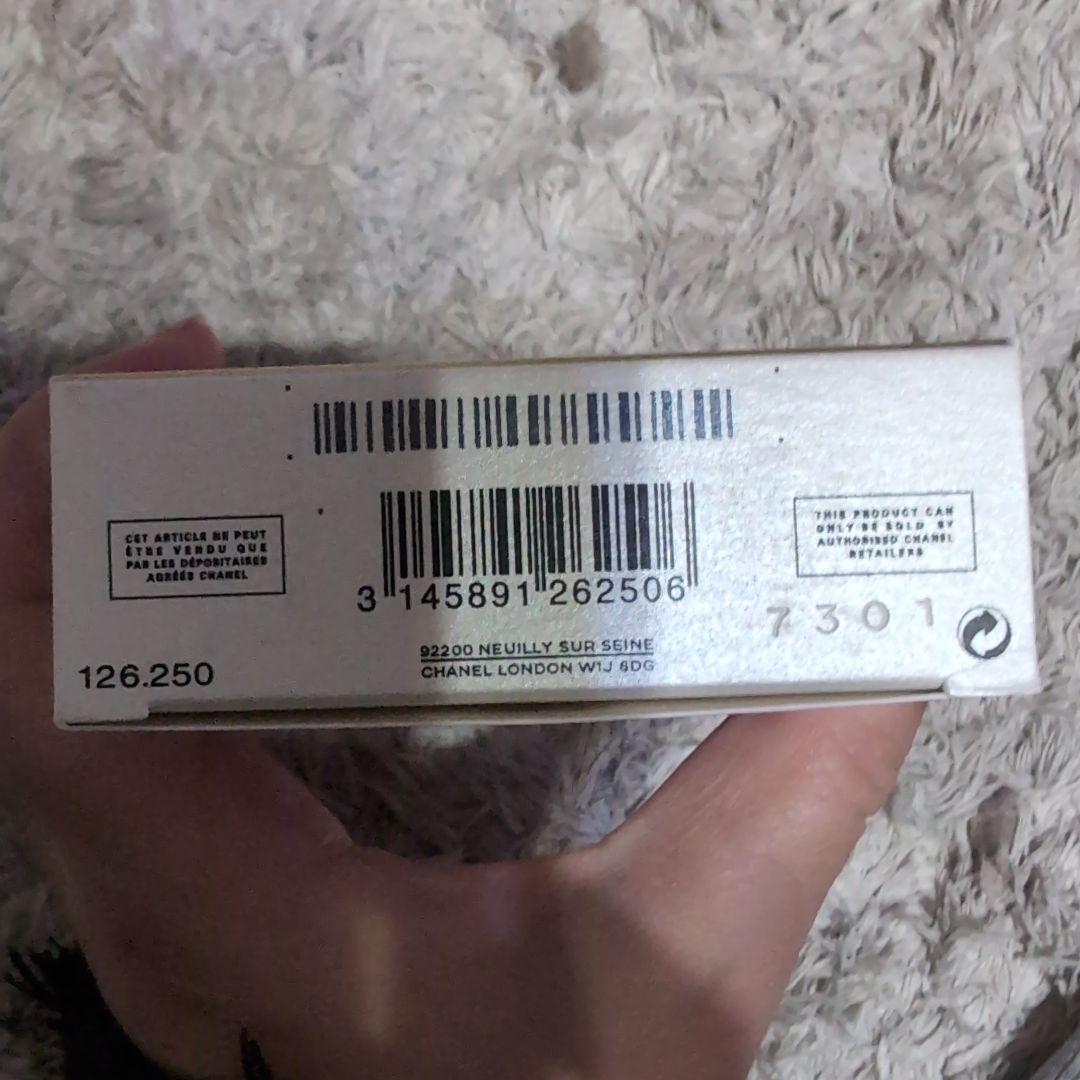 CET ARTICLE NE PEUT
ÊTRE VENDU QUE
PAR LES DÉPOSITAIRES
AGRÉÉS CHANEL
THIS PRODUCT CAN
ONLY BE SOLD BY
AUTHORISED CHANEL
RETAILERS
3 145891 262506
7301
126.250
92200 NEUILLY SUR SEINE
CHANEL LONDON W1J 6DG